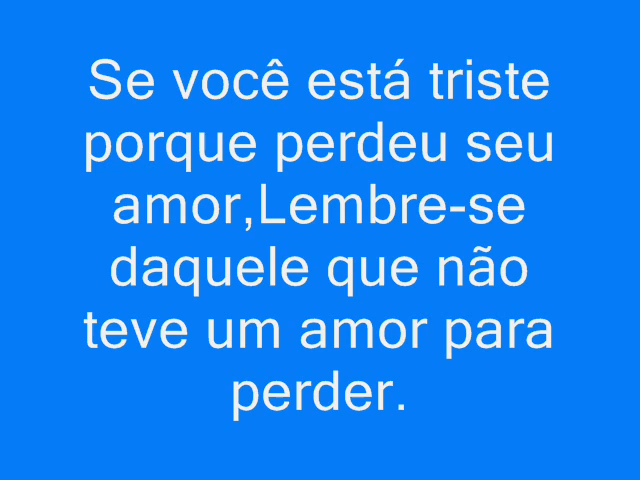 Se você está triste
porque perdeu seu
amor,Lembre-se
daquele que não
teve um amor para
perder.